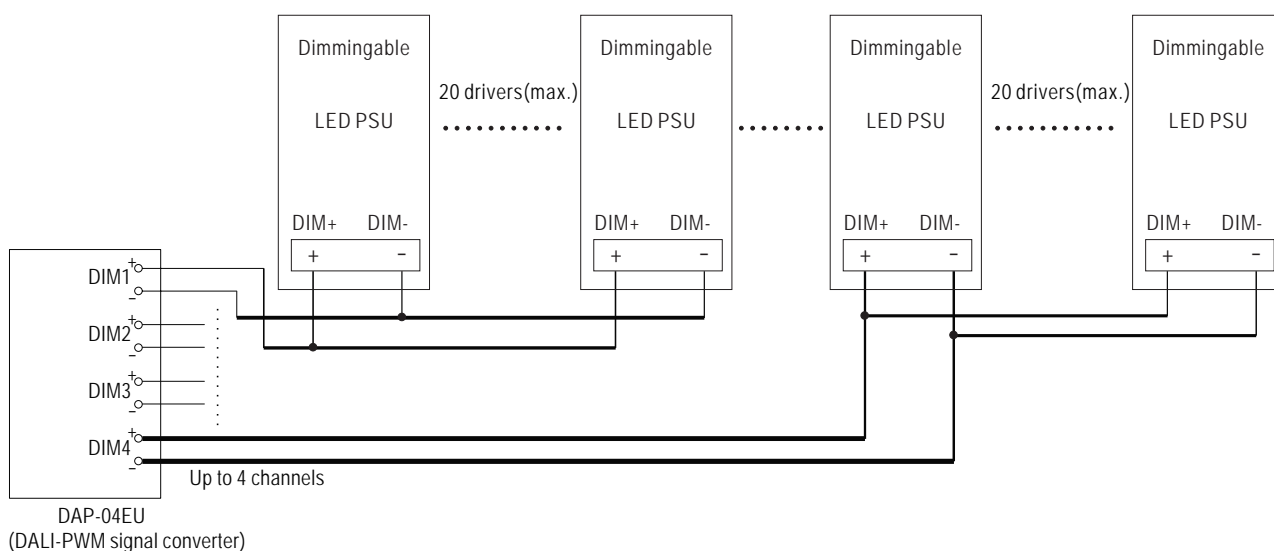 Dimmingable
LED PSU
DIM+ DIM-
+ -
20 drivers(max.)
Dimmingable
LED PSU
DIM+ DIM-
+ -
Dimmingable
LED PSU
DIM+ DIM-
+ -
20 drivers(max.)
Dimmingable
LED PSU
DIM+ DIM-
+ -
DIM1
+
-
DIM2
+
-
DIM3
+
-
DIM4
+
-
Up to 4 channels
DAP-04EU
(DALI-PWM signal converter)